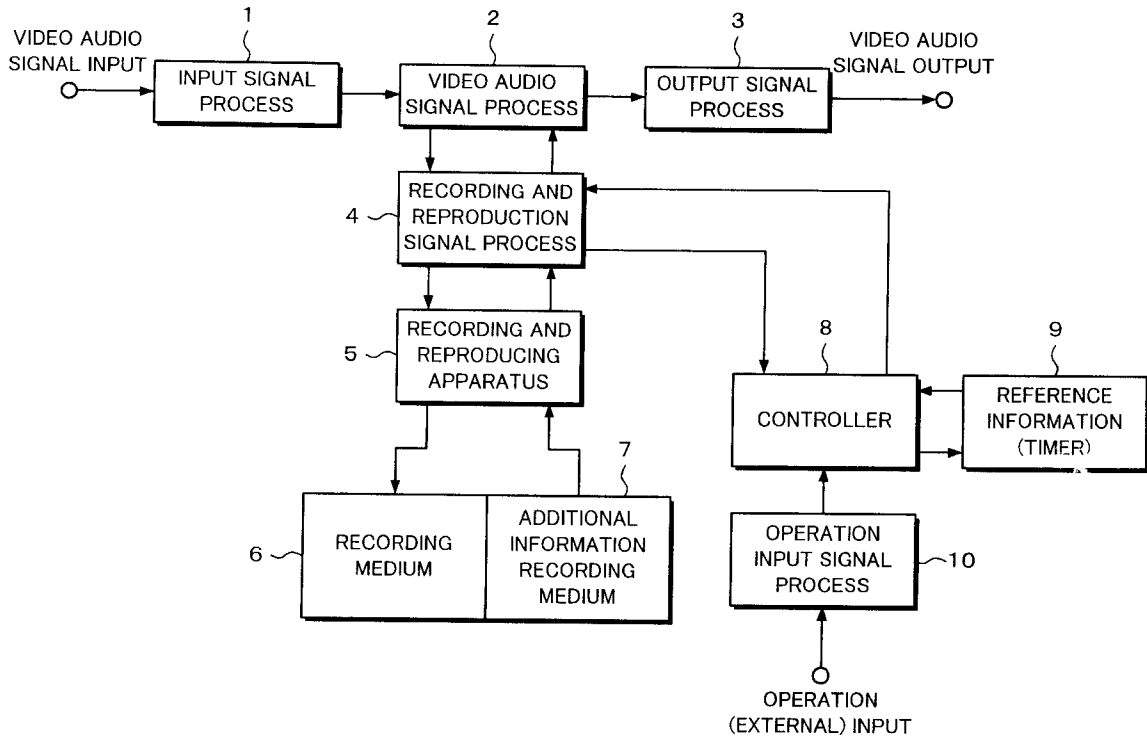 1
2
3
VIDEO AUDIO
SIGNAL INPUT
INPUT SIGNAL
PROCESS
VIDEO AUDIO
SIGNAL PROCESS
OUTPUT SIGNAL
PROCESS
VIDEO AUDIO
SIGNAL OUTPUT
4
RECORDING AND
REPRODUCTION
SIGNAL PROCESS
5
RECORDING AND
REPRODUCING
APPARATUS
8
CONTROLLER
9
REFERENCE
INFORMATION
(TIMER)
6
RECORDING
MEDIUM
7
ADDITIONAL
INFORMATION
RECORDING
MEDIUM
OPERATION
INPUT SIGNAL
PROCESS
10
OPERATION
(EXTERNAL) INPUT